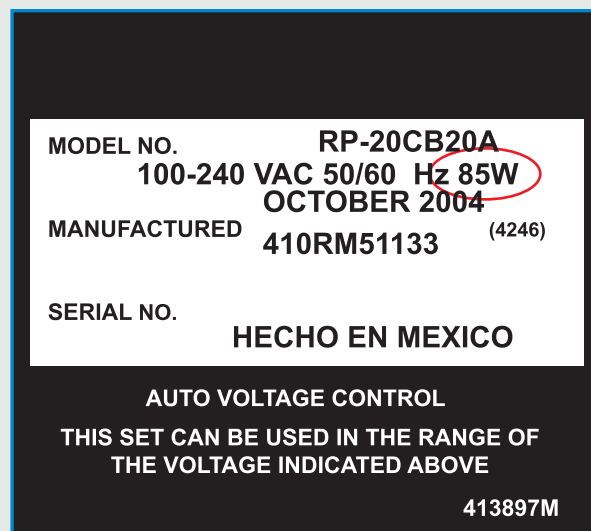 MODEL NO. RP-20CB20A
100-240 VAC 50/60 Hz 85W
OCTOBER 2004
MANUFACTURED 410RM51133 (4246)
SERIAL NO.
HECHO EN MEXICO
AUTO VOLTAGE CONTROL
THIS SET CAN BE USED IN THE RANGE OF
THE VOLTAGE INDICATED ABOVE
413897M